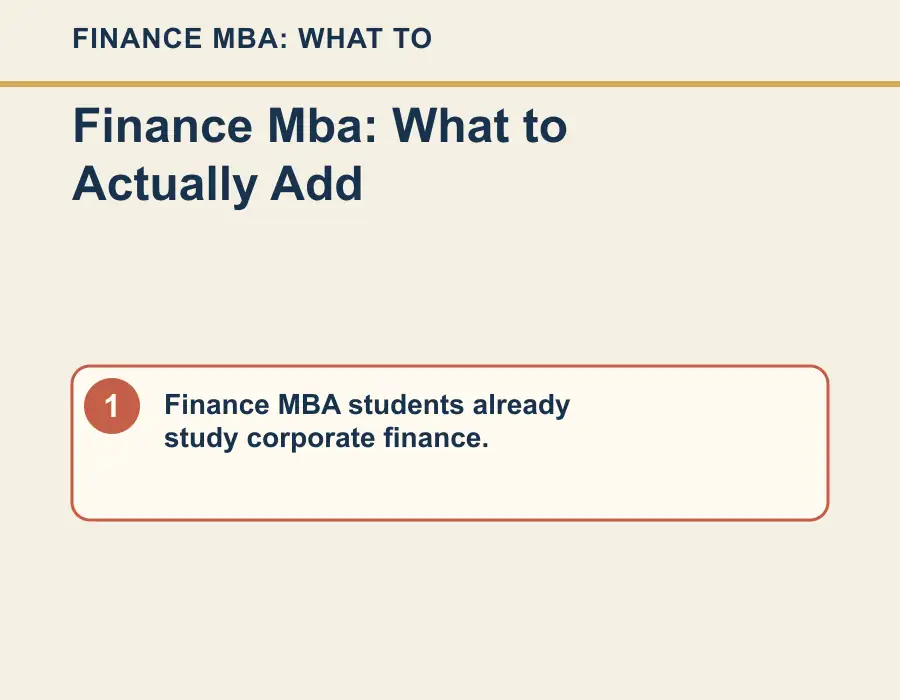 FINANCE MBA: WHAT TO
Finance Mba: What to
Actually Add
1
Finance MBA students already
study corporate finance.